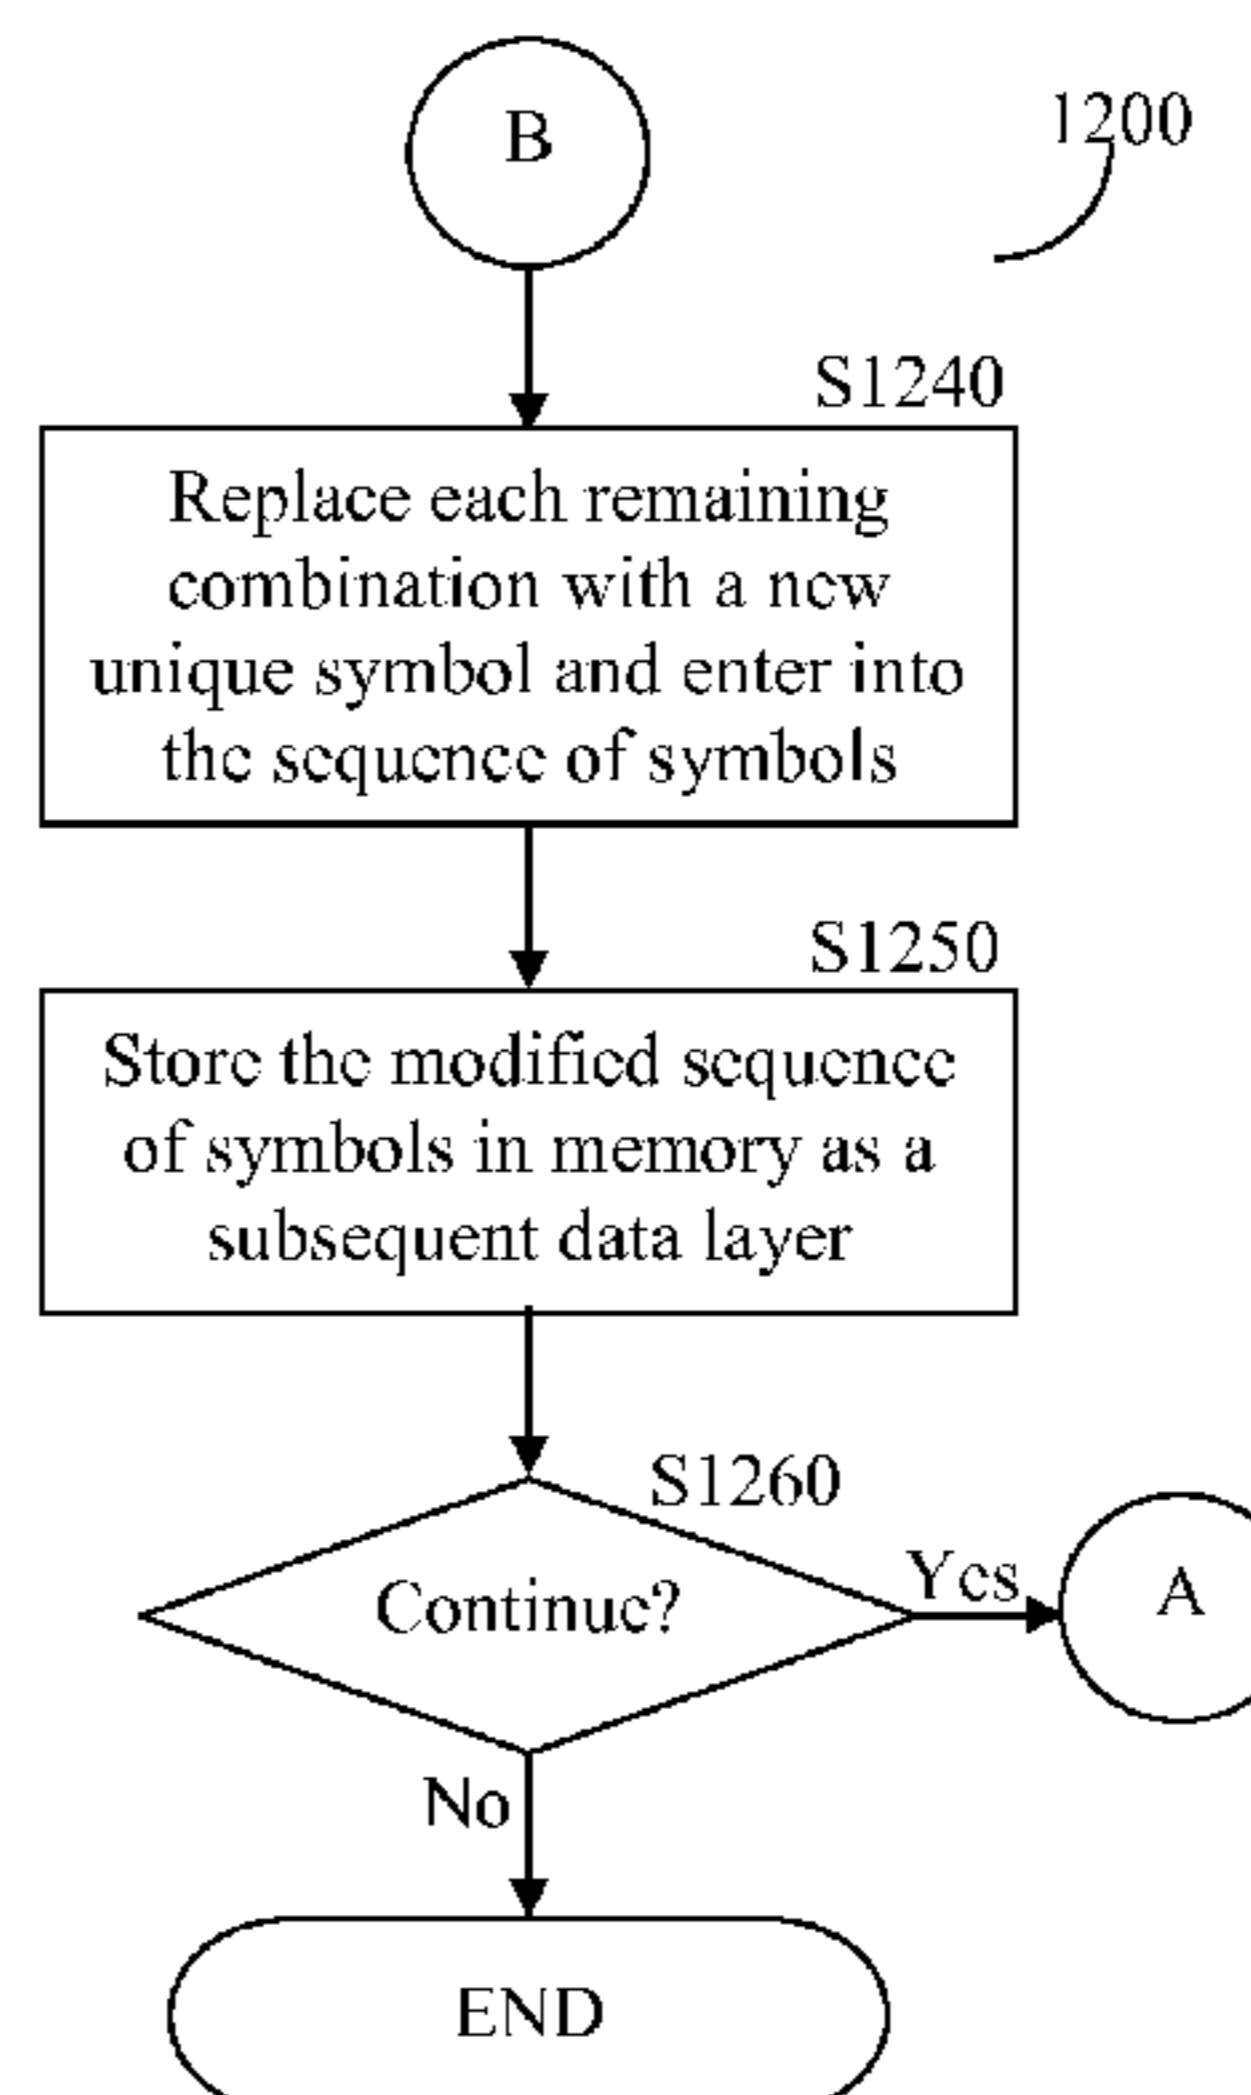 B
1200
S1240
Replace each remaining
combination with a new
unique symbol and enter into
the sequence of symbols
S1250
Store the modified sequence
of symbols in memory as a
subsequent data layer
S1260
Continue?
Yes
A
No
END